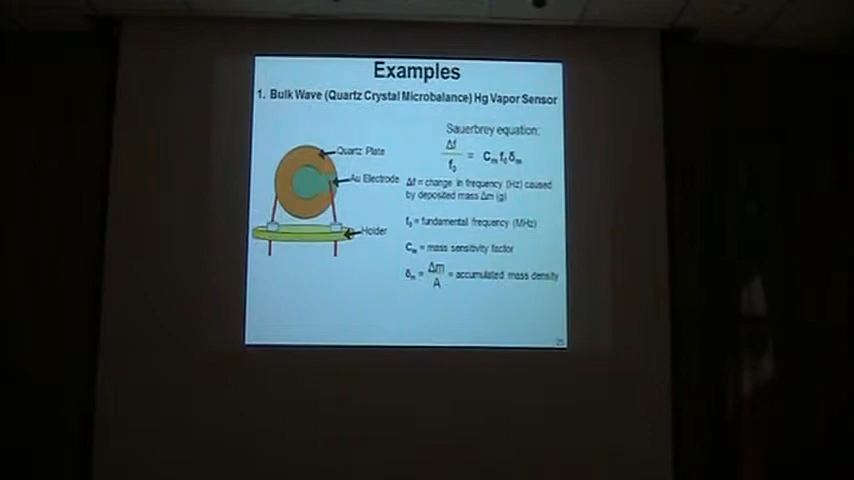 Examples
1. Bulk Wave (Quartz Crystal Microbalance) Hg Vapor Sensor
Sauerbrey equation:
Δf
f₀
= Cₘ f₀ δₘ
Quartz Plate
Au Electrode
Holder
Δf = change in frequency (Hz) caused
by deposited mass Δm (g)
f₀ = fundamental frequency (MHz)
Cₘ = mass sensitivity factor
δₘ = Δm/A = accumulated mass density
25